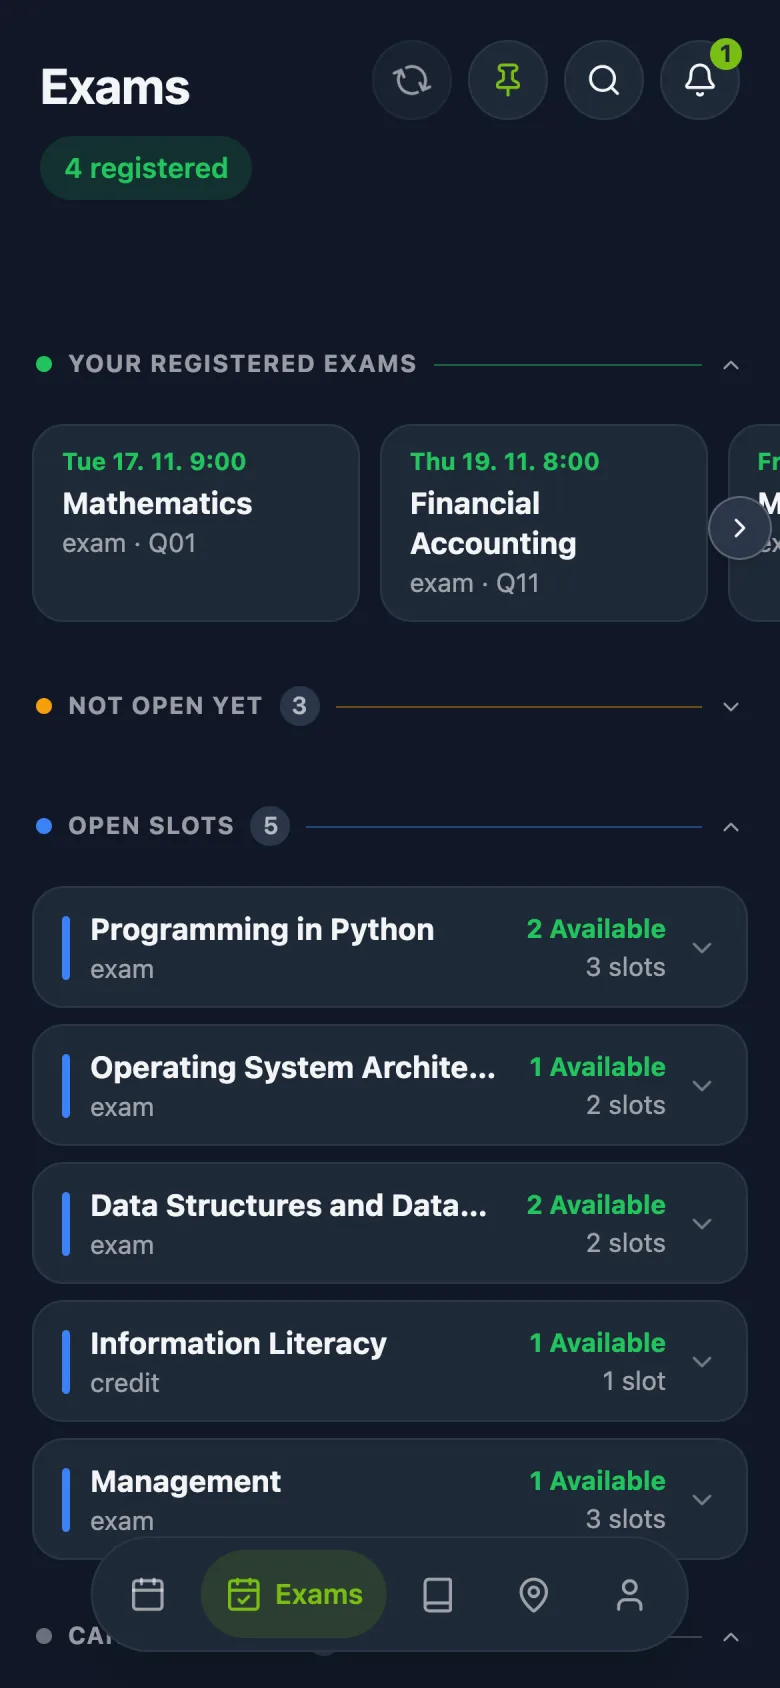 Exams
1
4 registered
YOUR REGISTERED EXAMS
Tue 17. 11. 9:00
Mathematics
exam · Q01
Thu 19. 11. 8:00
Financial
Accounting
exam · Q11
NOT OPEN YET 3
OPEN SLOTS 5
Programming in Python
exam
2 Available
3 slots
Operating System Archite...
exam
1 Available
2 slots
Data Structures and Data...
exam
2 Available
2 slots
Information Literacy
credit
1 Available
1 slot
Management
exam
1 Available
3 slots
Exams